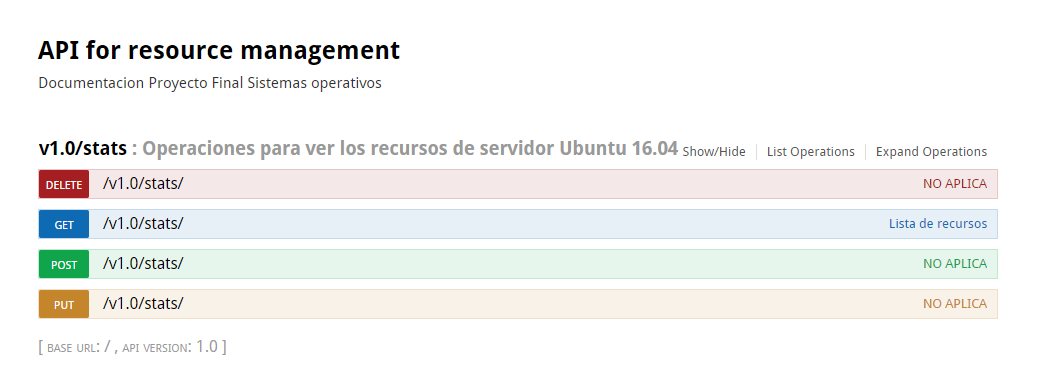 API for resource management
Documentacion Proyecto Final Sistemas operativos
v1.0/stats : Operaciones para ver los recursos de servidor Ubuntu 16.04 Show/Hide List Operations Expand Operations
DELETE /v1.0/stats/ NO APLICA
GET /v1.0/stats/ Lista de recursos
POST /v1.0/stats/ NO APLICA
PUT /v1.0/stats/ NO APLICA
[ BASE URL: / , API VERSION: 1.0 ]